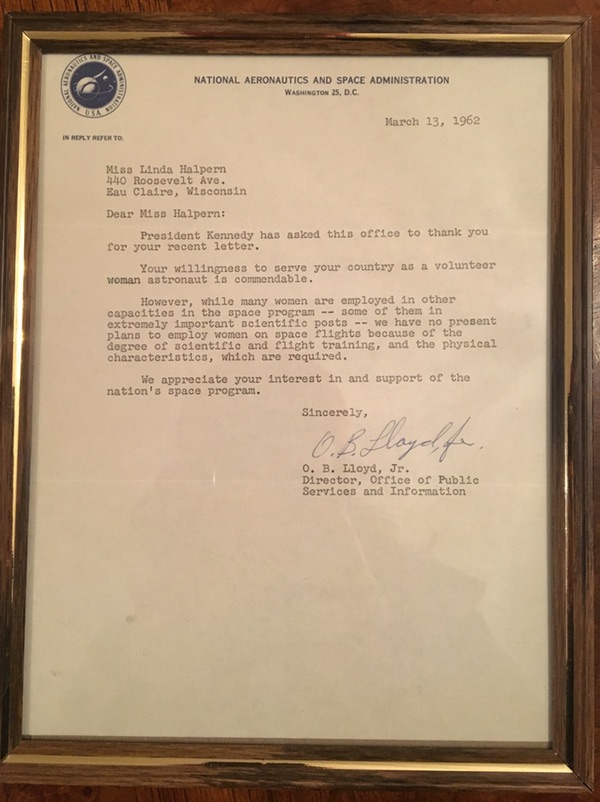 NATIONAL AERONAUTICS AND SPACE ADMINISTRATION
U.S.A.
NATIONAL AERONAUTICS AND SPACE ADMINISTRATION
WASHINGTON 25, D.C.
March 13, 1962
IN REPLY REFER TO:
Miss Linda Halpern
440 Roosevelt Ave.
Eau Claire, Wisconsin
Dear Miss Halpern:
President Kennedy has asked this office to thank you
for your recent letter.
Your willingness to serve your country as a volunteer
woman astronaut is commendable.
However, while many women are employed in other
capacities in the space program -- some of them in
extremely important scientific posts -- we have no present
plans to employ women on space flights because of the
degree of scientific and flight training, and the physical
characteristics, which are required.
We appreciate your interest in and support of the
nation's space program.
Sincerely,
O. B. Lloyd, Jr.
O. B. Lloyd, Jr.
Director, Office of Public
Services and Information